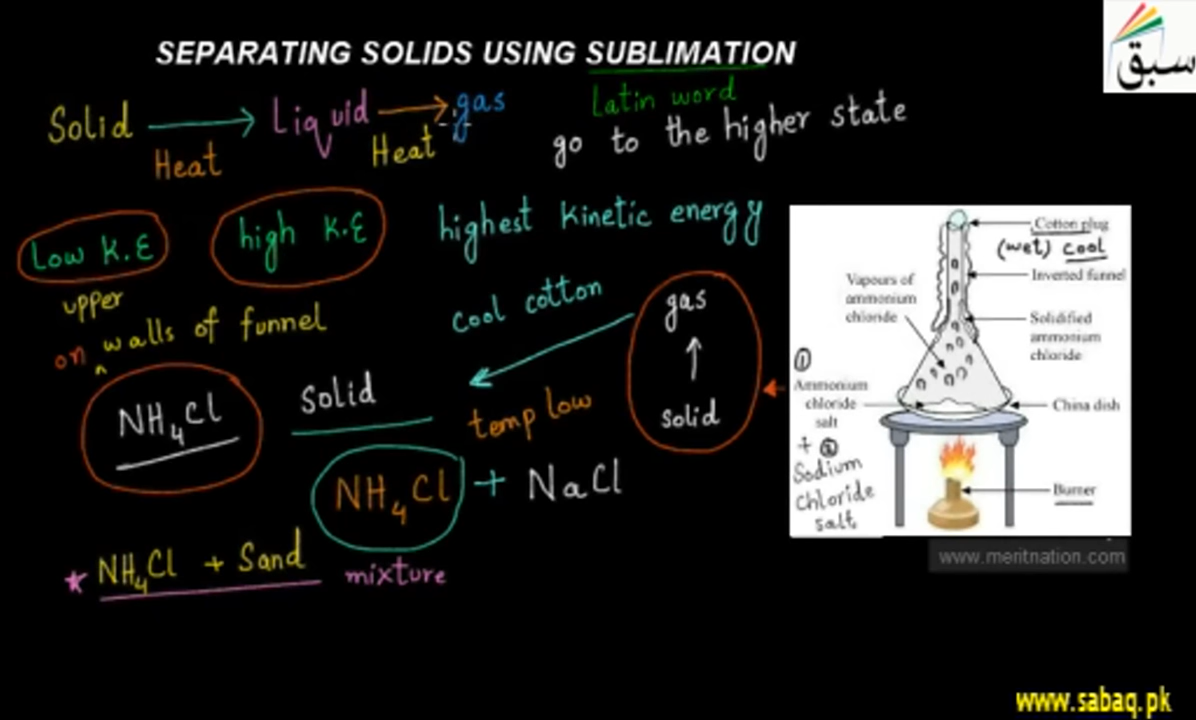 SEPARATING SOLIDS USING SUBLIMATION
سبق
Solid → Liquid → gas
Heat Heat
Latin word
go to the higher state
Low K.E high K.E highest kinetic energy
upper
on ^ walls of funnel
cool cotton
gas
↑
solid
NH₄Cl Solid
temp low
NH₄Cl + NaCl
* NH₄Cl + Sand mixture
Cotton plug
(wet) cool
Inverted funnel
Vapours of
ammonium
chloride
Solidified
ammonium
chloride
①
Ammonium
chloride
salt
+ ②
Sodium
Chloride
salt
China dish
Burner
www.meritnation.com
www.sabaq.pk